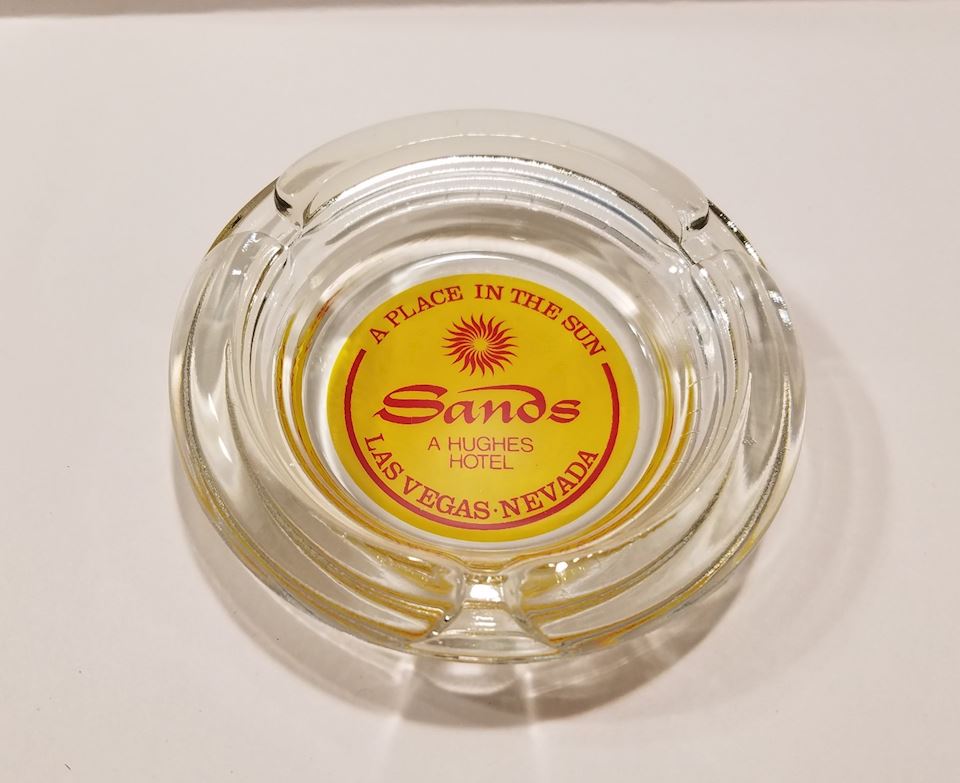 A PLACE IN THE SUN
Sands
A HUGHES
HOTEL
LAS VEGAS · NEVADA